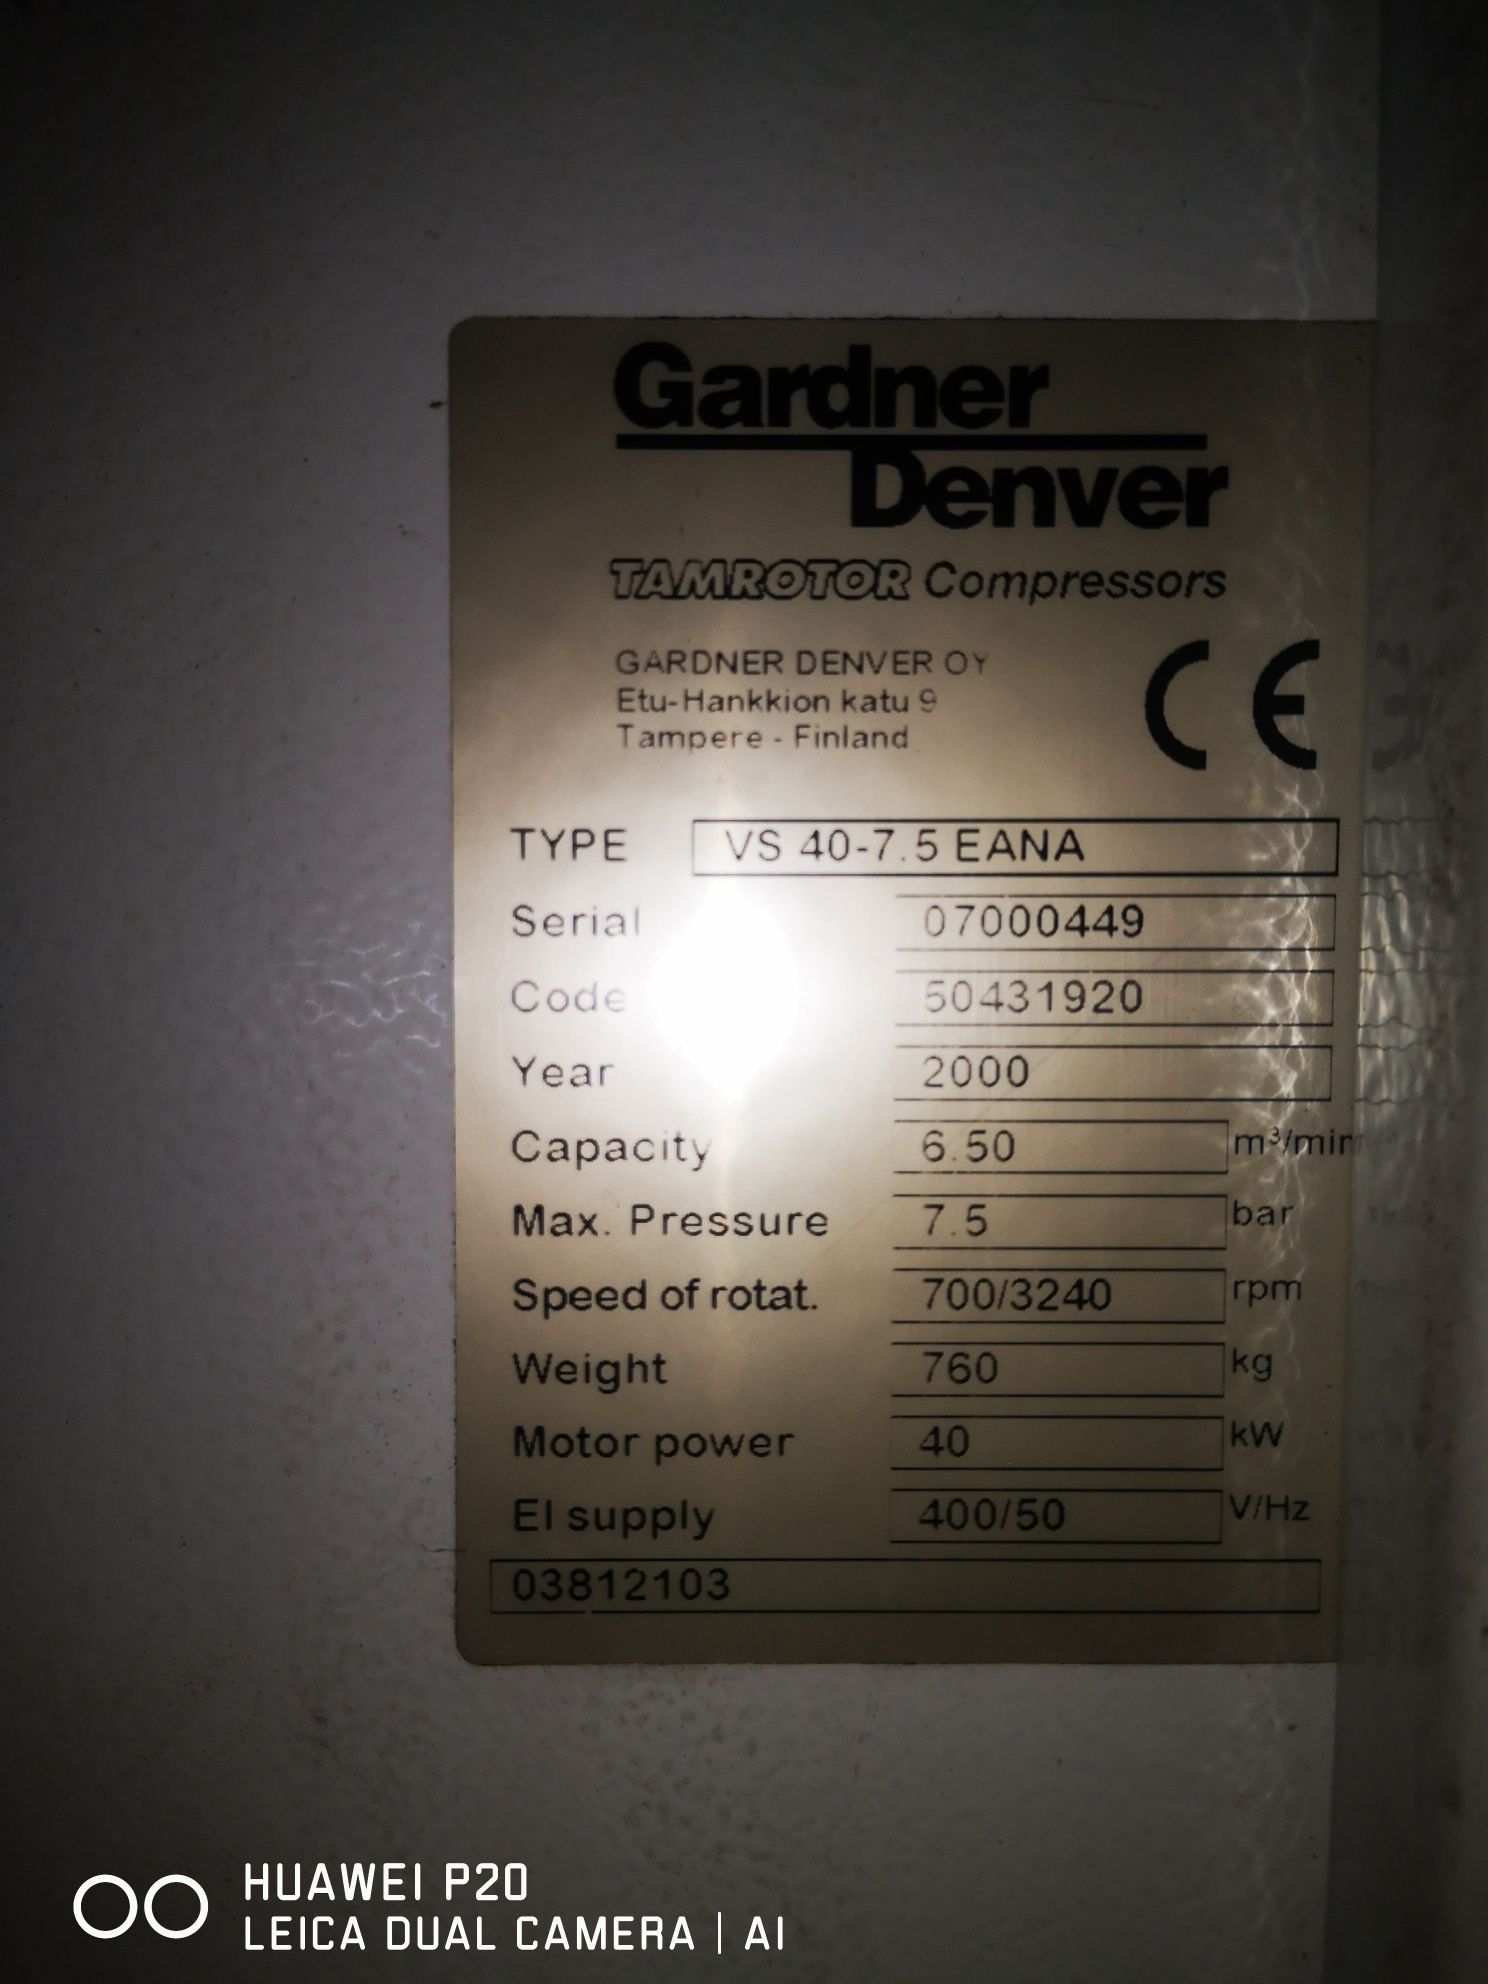 Gardner
Denver
TAMROTOR Compressors
GARDNER DENVER OY
Etu-Hankkion katu 9
Tampere - Finland
CE
TYPE VS 40-7.5 EANA
Serial 07000449
Code 50431920
Year 2000
Capacity 6.50 m³/min
Max. Pressure 7.5 bar
Speed of rotat. 700/3240 rpm
Weight 760 kg
Motor power 40 kW
El supply 400/50 V/Hz
03812103
HUAWEI P20
LEICA DUAL CAMERA | AI